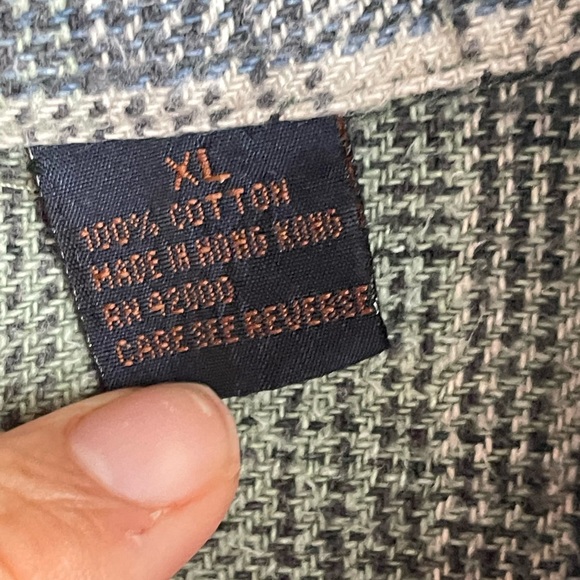 XL
100% COTTON
MADE IN HONG KONG
RN 42000
CARE SEE REVERSE